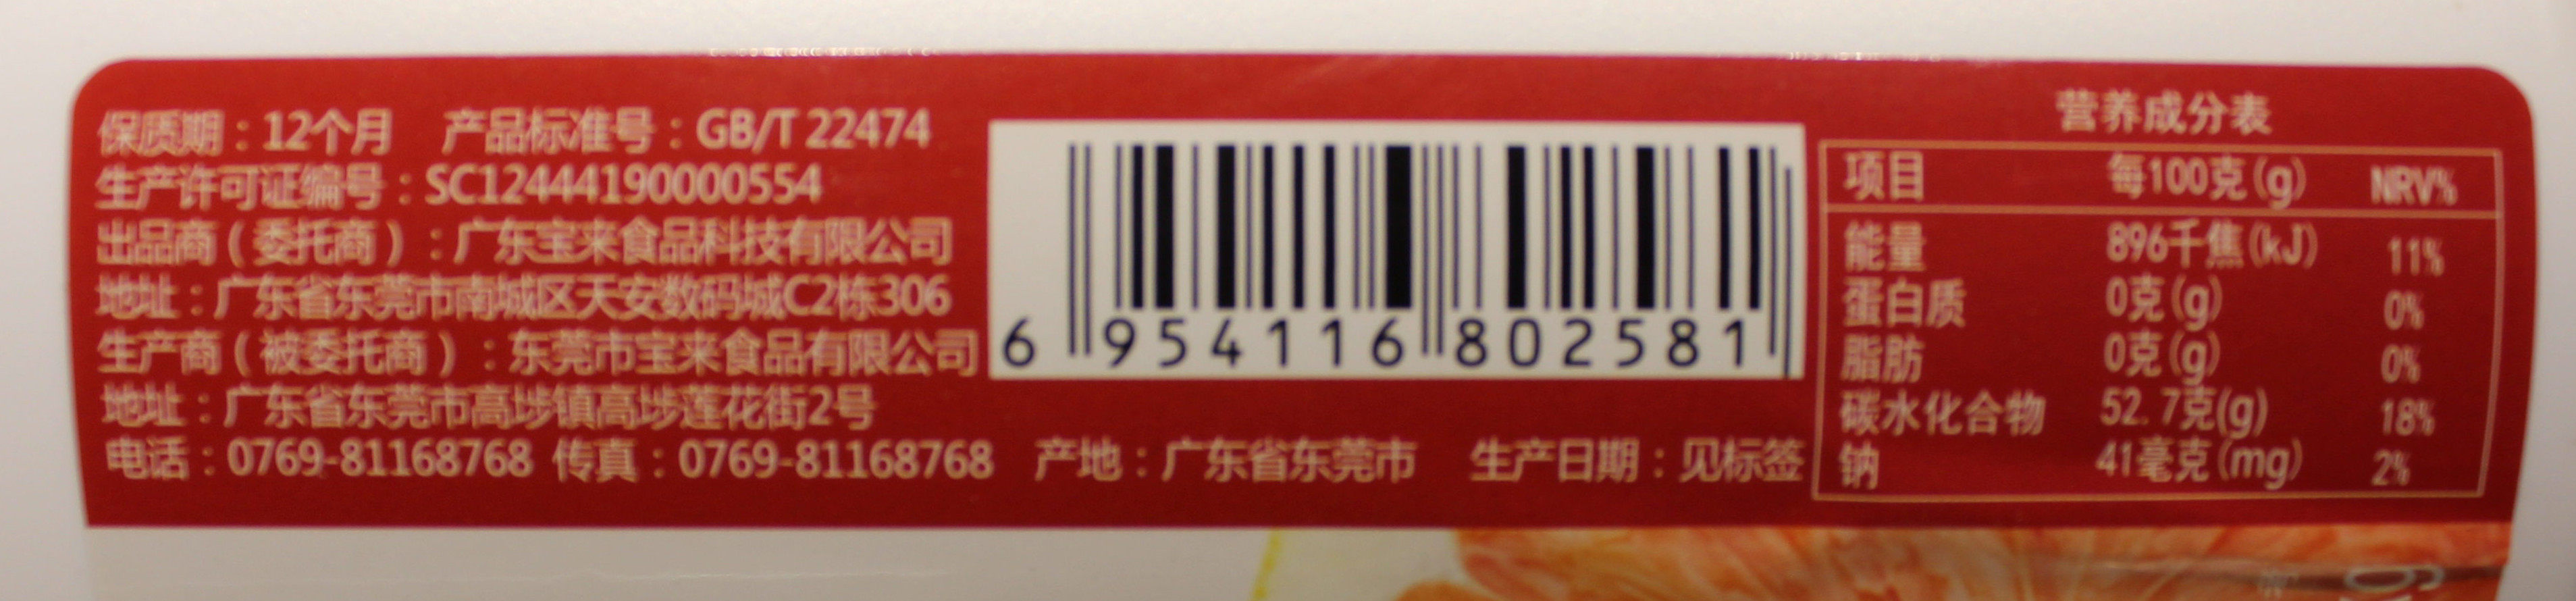 保质期：12个月 产品标准号：GB/T 22474
生产许可证编号：SC12444190000554
出品商（委托商）：广东宝来食品科技有限公司
地址：广东省东莞市南城区天安数码城C2栋306
生产商（被委托商）：东莞市宝来食品有限公司
地址：广东省东莞市高埗镇高埗莲花街2号
电话：0769-81168768 传真：0769-81168768 产地：广东省东莞市 生产日期：见标签
6 954116 802581
营养成分表
项目 每100克(g) NRV%
能量 896千焦(kJ) 11%
蛋白质 0克(g) 0%
脂肪 0克(g) 0%
碳水化合物 52.7克(g) 18%
钠 41毫克(mg) 2%